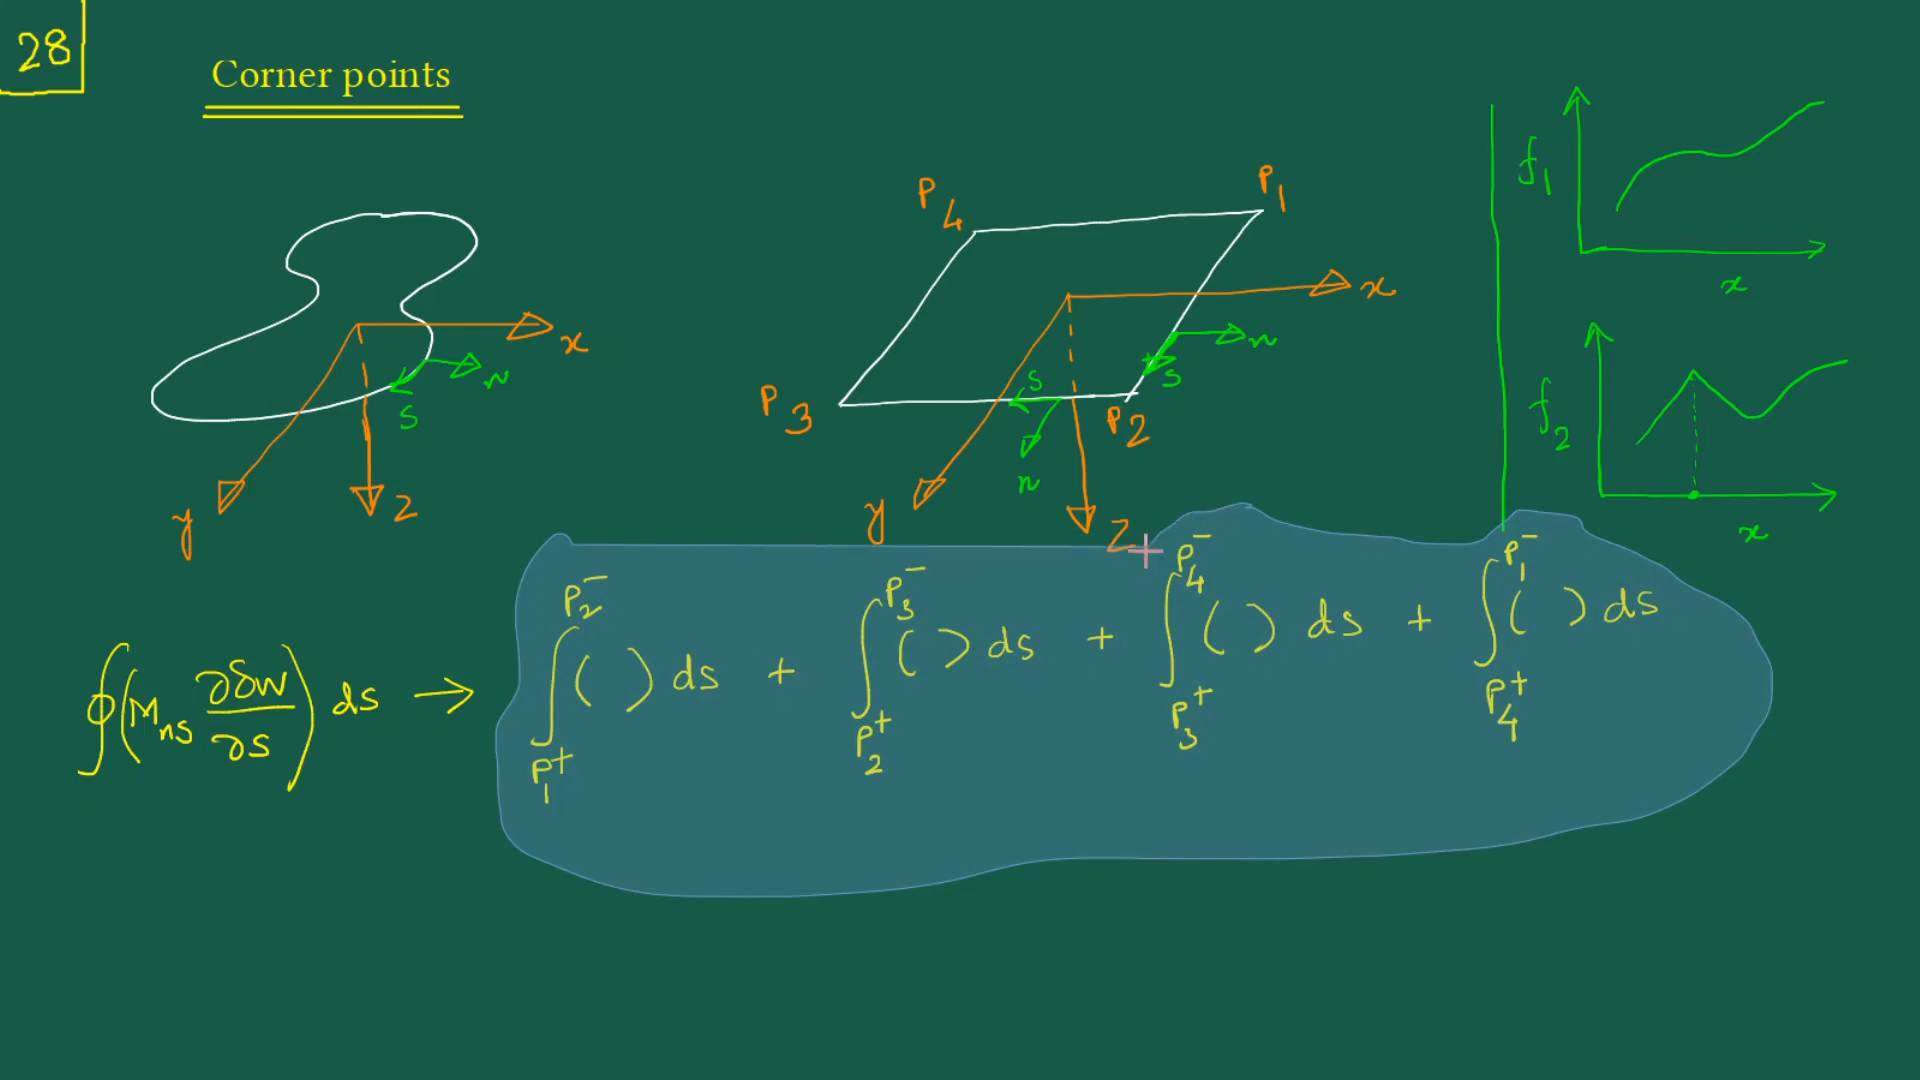 28
Corner points
x
n
s
y
z
P4
P1
x
n
s
P3
s
P2
n
y
z
f1
x
f2
x
∮(Mns ∂δw/∂s) ds → ∫_{P1+}^{P2−} ( ) ds + ∫_{P2+}^{P3−} ( ) ds + ∫_{P3+}^{P4−} ( ) ds + ∫_{P4+}^{P1−} ( ) ds